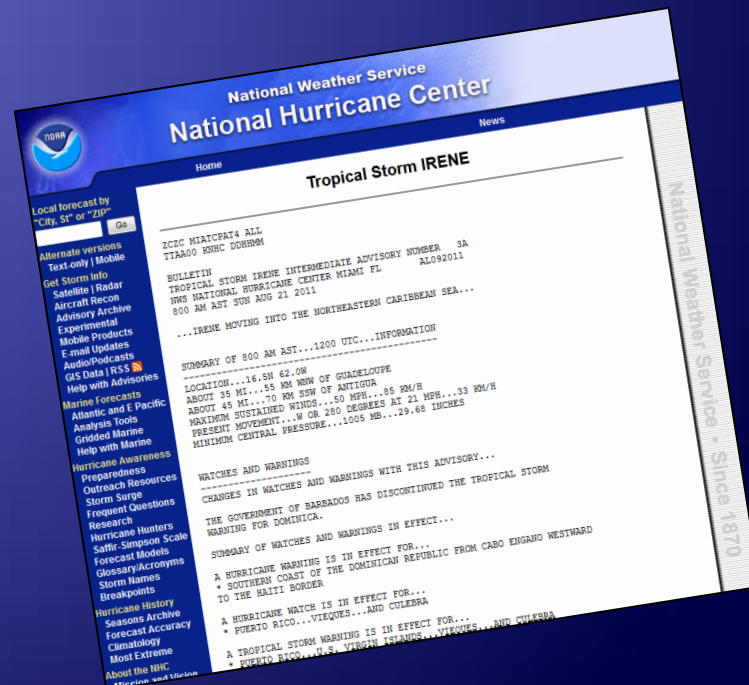 NOAA
National Weather Service
National Hurricane Center
Home
News
Local forecast by
"City, St" or "ZIP"
Go
Alternate versions
Text-only | Mobile
Get Storm Info
Satellite | Radar
Aircraft Recon
Advisory Archive
Experimental
Mobile Products
E-mail Updates
Audio/Podcasts
GIS Data | RSS
Help with Advisories
Marine Forecasts
Atlantic and E Pacific
Analysis Tools
Gridded Marine
Help with Marine
Hurricane Awareness
Preparedness
Outreach Resources
Storm Surge
Frequent Questions
Research
Hurricane Hunters
Saffir-Simpson Scale
Forecast Models
Glossary/Acronyms
Storm Names
Breakpoints
Hurricane History
Seasons Archive
Forecast Accuracy
Climatology
Most Extreme
About the NHC
Mission and Vision
Tropical Storm IRENE
ZCZC MIATCPAT4 ALL
TTAA00 KNHC DDHHMM
BULLETIN
TROPICAL STORM IRENE INTERMEDIATE ADVISORY NUMBER 3A
NWS NATIONAL HURRICANE CENTER MIAMI FL AL092011
800 AM AST SUN AUG 21 2011
...IRENE MOVING INTO THE NORTHEASTERN CARIBBEAN SEA...
SUMMARY OF 800 AM AST...1200 UTC...INFORMATION
----------------------------------------------
LOCATION...16.5N 62.0W
ABOUT 35 MI...55 KM WNW OF GUADELOUPE
ABOUT 45 MI...70 KM SSW OF ANTIGUA
MAXIMUM SUSTAINED WINDS...50 MPH...85 KM/H
PRESENT MOVEMENT...W OR 280 DEGREES AT 21 MPH...33 KM/H
MINIMUM CENTRAL PRESSURE...1005 MB...29.68 INCHES
WATCHES AND WARNINGS
--------------------
CHANGES IN WATCHES AND WARNINGS WITH THIS ADVISORY...
THE GOVERNMENT OF BARBADOS HAS DISCONTINUED THE TROPICAL STORM
WARNING FOR DOMINICA.
SUMMARY OF WATCHES AND WARNINGS IN EFFECT...
A HURRICANE WARNING IS IN EFFECT FOR...
* SOUTHERN COAST OF THE DOMINICAN REPUBLIC FROM CABO ENGANO WESTWARD
TO THE HAITI BORDER
A HURRICANE WATCH IS IN EFFECT FOR...
* PUERTO RICO...VIEQUES...AND CULEBRA
A TROPICAL STORM WARNING IS IN EFFECT FOR...
* PUERTO RICO...U.S. VIRGIN ISLANDS...VIEQUES...AND CULEBRA
National Weather Service • Since 1870